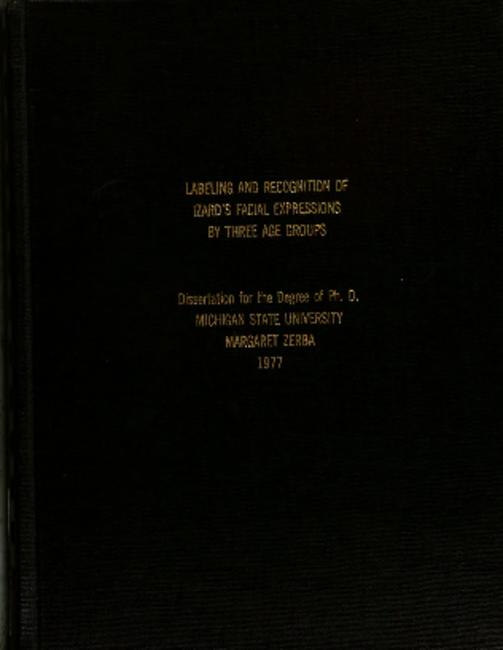 LABELING AND RECOGNITION OF
IZARD'S FACIAL EXPRESSIONS
BY THREE AGE GROUPS
Dissertation for the Degree of Ph. D.
MICHIGAN STATE UNIVERSITY
MARGARET ZERBA
1977